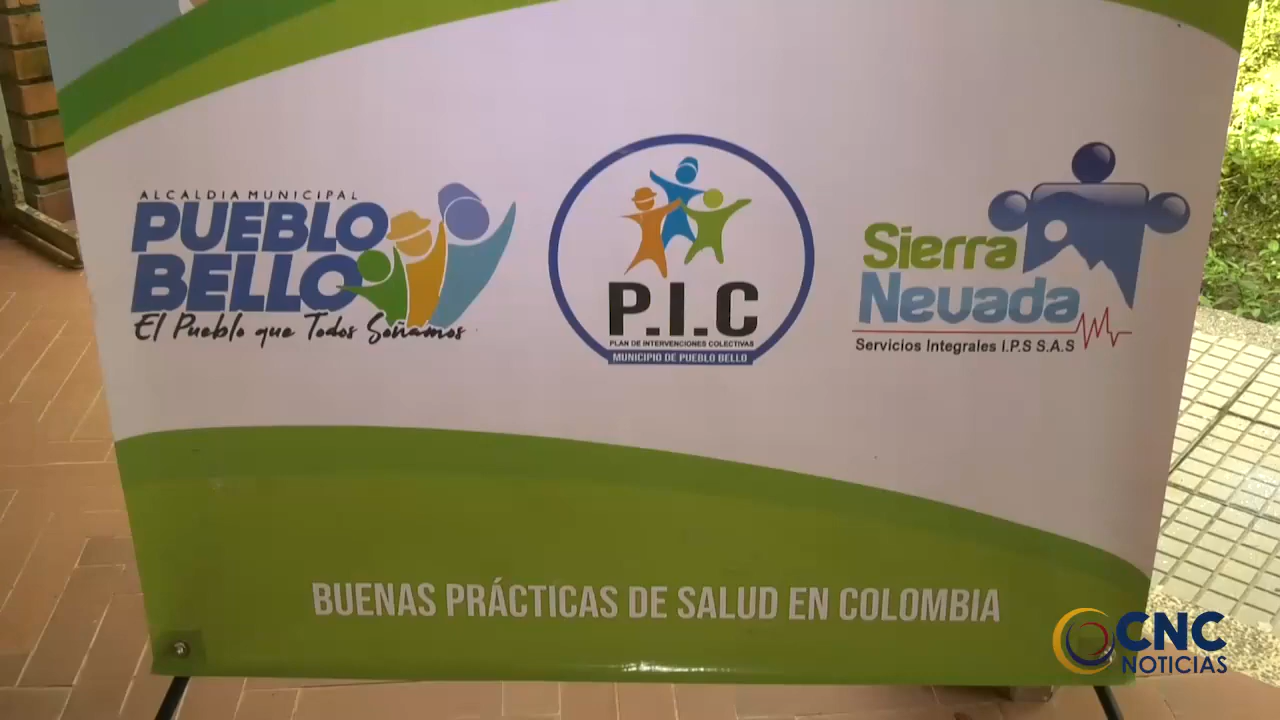 ALCALDIA MUNICIPAL
PUEBLO
BELLO
El Pueblo que Todos Soñamos
P.I.C
PLAN DE INTERVENCIONES COLECTIVAS
MUNICIPIO DE PUEBLO BELLO
Sierra
Nevada
Servicios Integrales I.P.S S.A.S
BUENAS PRÁCTICAS DE SALUD EN COLOMBIA
CNC
NOTICIAS